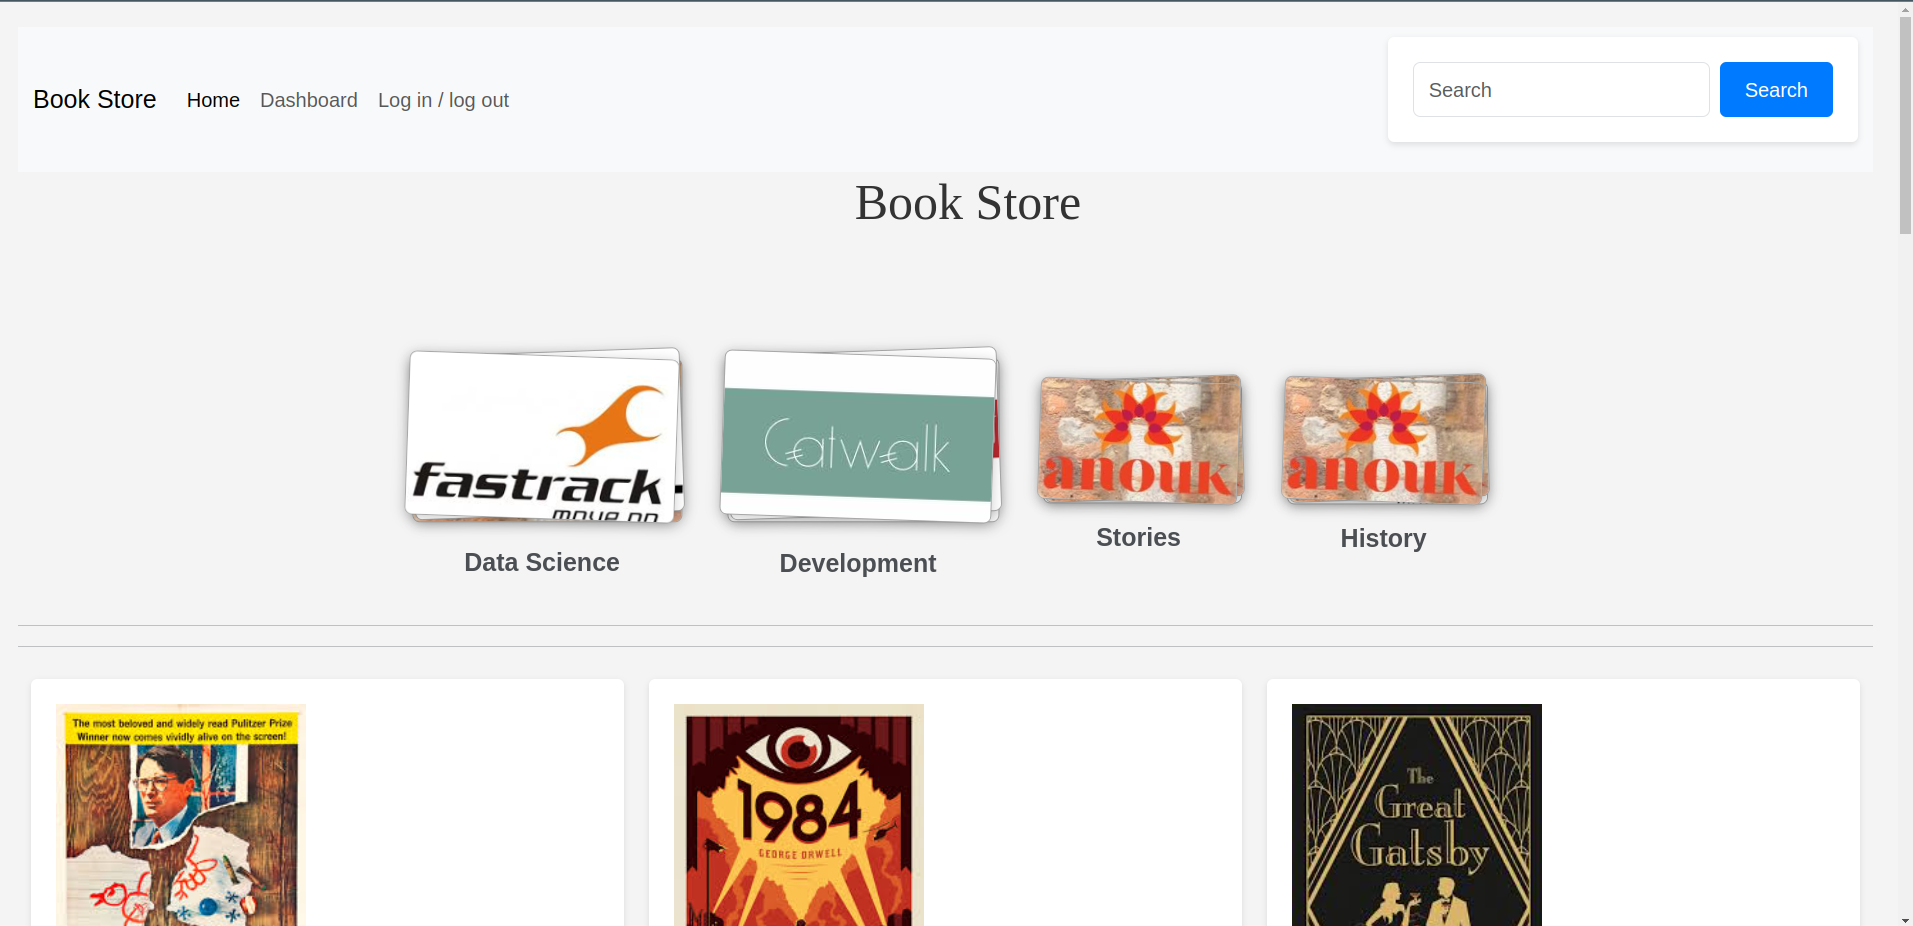 Book Store
Home
Dashboard
Log in / log out
Search
Search
Book Store
fastrack
move on
Catwalk
anouk
anouk
Data Science
Development
Stories
History
The most beloved and widely read Pulitzer Prize
Winner now comes vividly alive on the screen!
1984
GEORGE ORWELL
The
Great
Gatsby